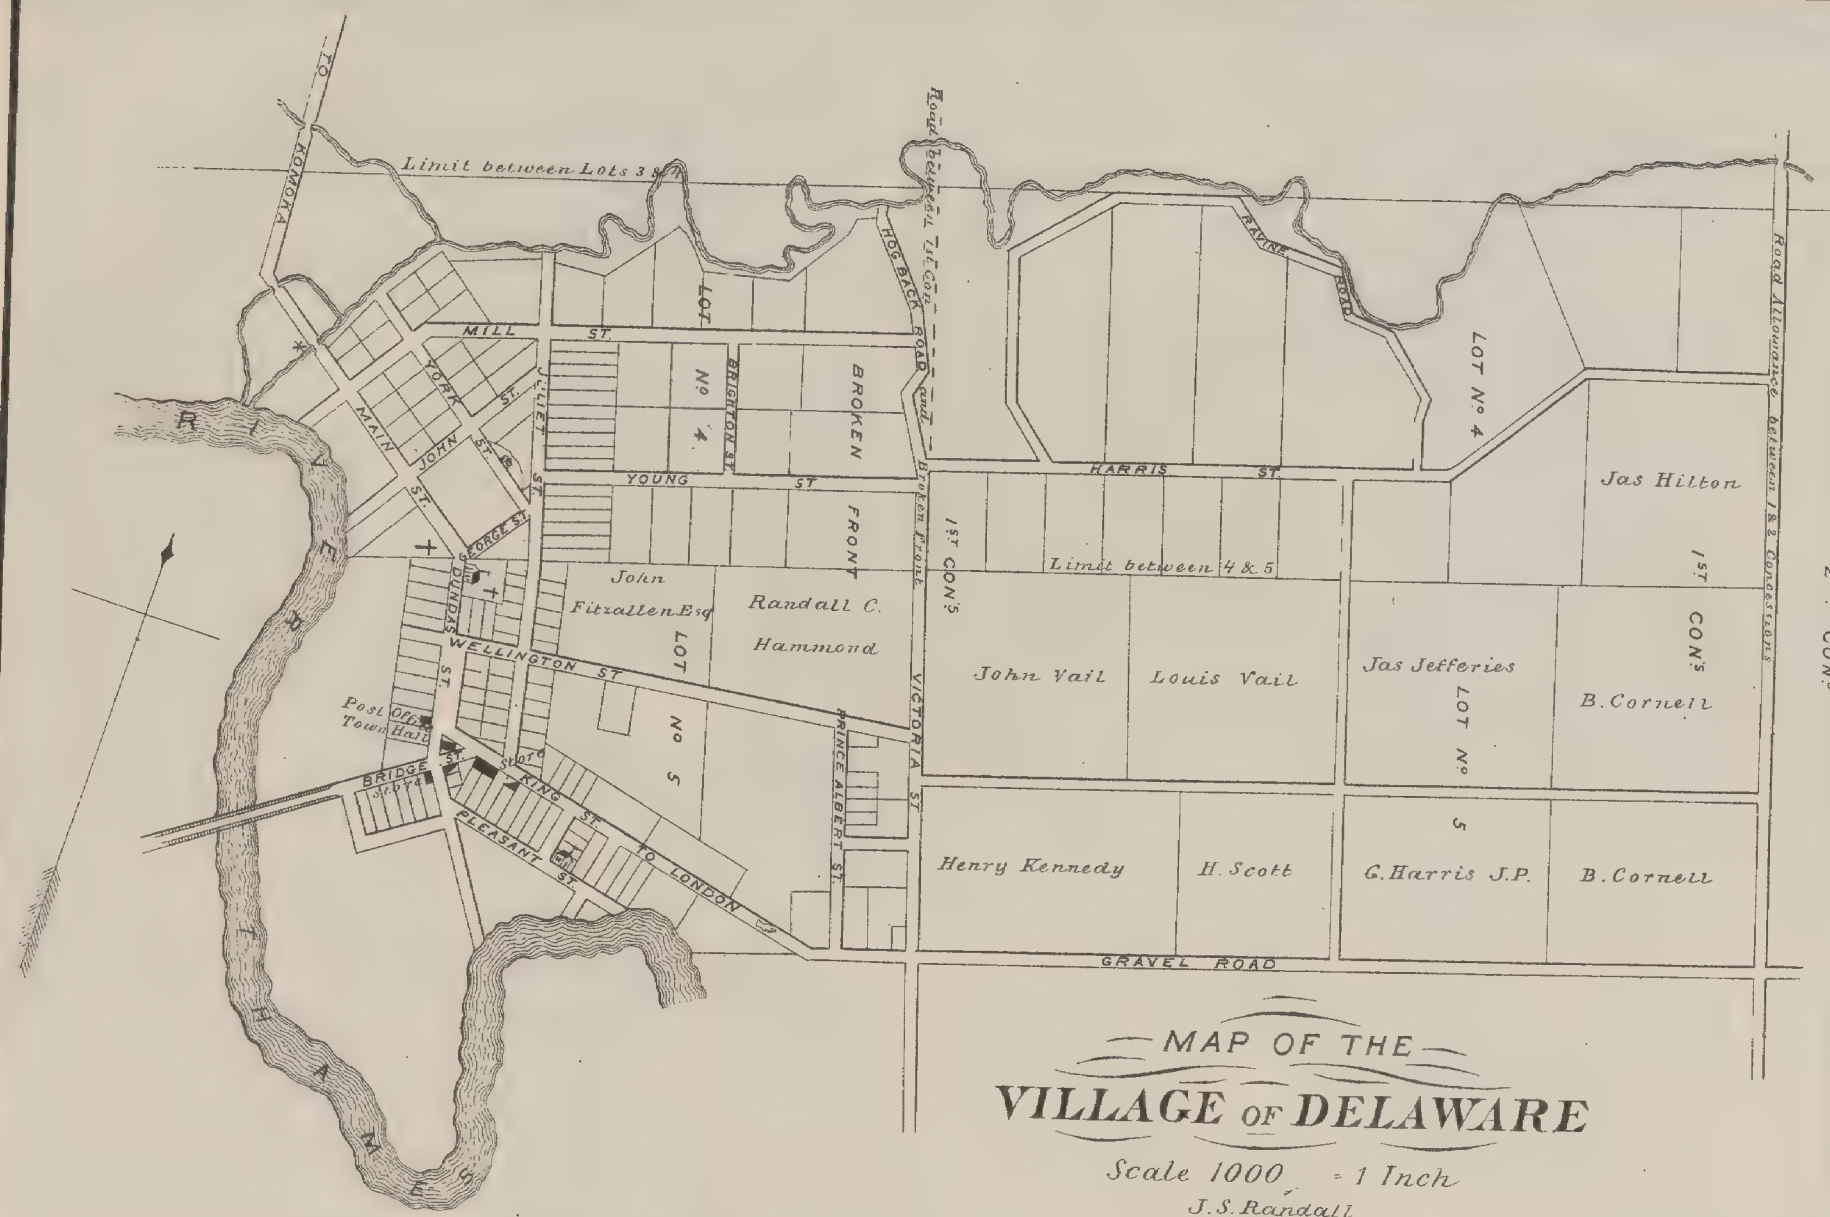 TO
KOMOKA
Limit between Lots 3 & 4
Road between 1st Con
and
Broken Front
HOG BACK
ROAD
RAVINE
ROAD
Road Allowance between 1 & 2 Concessions
MILL ST.
YORK
ST.
JULIET
ST.
BRIGHTON ST.
LOT
No.
4.
BROKEN
FRONT
LOT No. 4
MAIN
ST.
JOHN
ST.
YOUNG ST
HARRIS ST.
Jas Hilton
GEORGE ST.
1ST. CON'S
Limit between 4 & 5
1ST.
CON'S
DUNDAS
ST.
WELLINGTON ST
John
Fitzallen Esq
Randall C.
Hammond
LOT
No
5
John Vail
Louis Vail
Jas Jefferies
B. Cornell
LOT No.
5
Post Office
Town Hall
Store
BRIDGE ST.
Store
KING
ST.
TO
LONDON
PLEASANT
ST.
PRINCE ALBERT ST.
VICTORIA
ST
Henry Kennedy
H. Scott
G. Harris J.P.
B. Cornell
GRAVEL ROAD
RIVER
THAMES
MAP OF THE
VILLAGE OF DELAWARE
Scale 1000 = 1 Inch
J. S. Randall